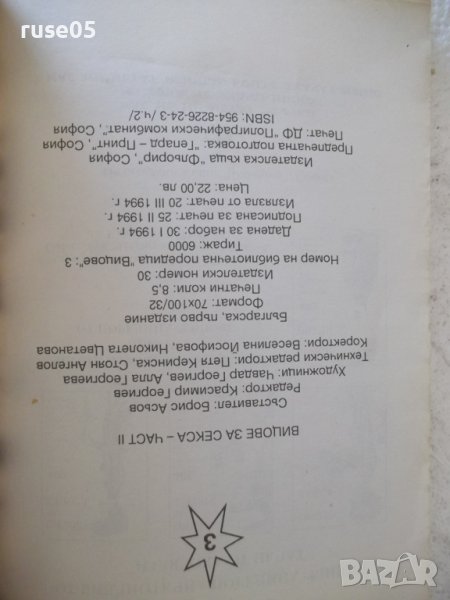 ruse05
3
ВИЦОВЕ ЗА СЕКСА – ЧАСТ II
Съставител: Борис Асьов
Редактор: Красимир Георгиев
Художници: Чавдар Георгиев, Алла Георгиева
Технически редактори: Петя Керинска, Стоян Ангелов
Коректори: Веселина Йосифова, Николета Цветанова
Българска, първо издание
Формат: 70х100/32
Печатни коли: 8,5
Издателски номер: 30
Номер на библиотечна поредица "Вицове": 3
Тираж: 6000
Дадена за набор: 30 I 1994 г.
Подписана за печат: 25 II 1994 г.
Излязла от печат: 20 III 1994 г.
Цена: 22,00 лв.
Издателска къща "Фльорир", София
Предпечатна подготовка: "Гепард – Принт", София
Печат: ДФ "Полиграфически комбинат", София
ISBN: 954-8226-24-3 /ч.2/
BAZAR